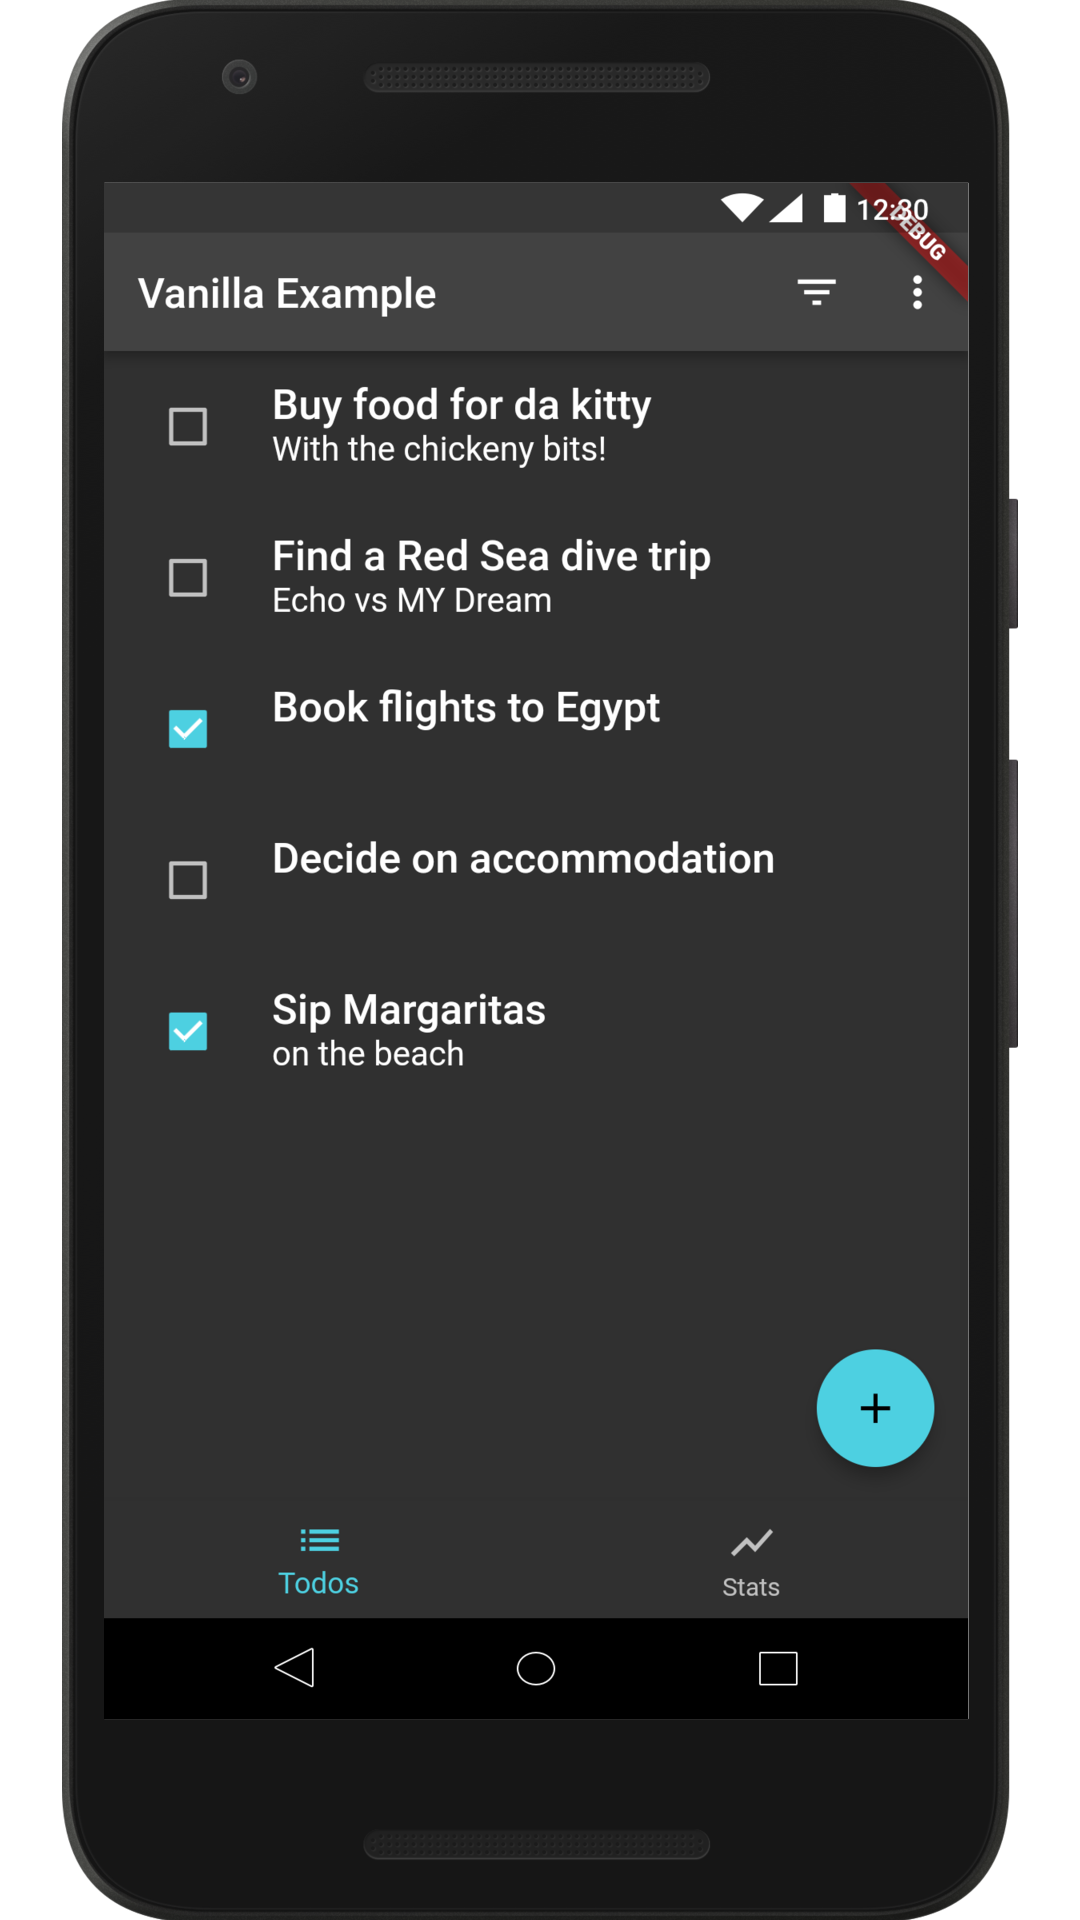 12:30
DEBUG
Vanilla Example
Buy food for da kitty
With the chickeny bits!
Find a Red Sea dive trip
Echo vs MY Dream
Book flights to Egypt
Decide on accommodation
Sip Margaritas
on the beach
Todos
Stats